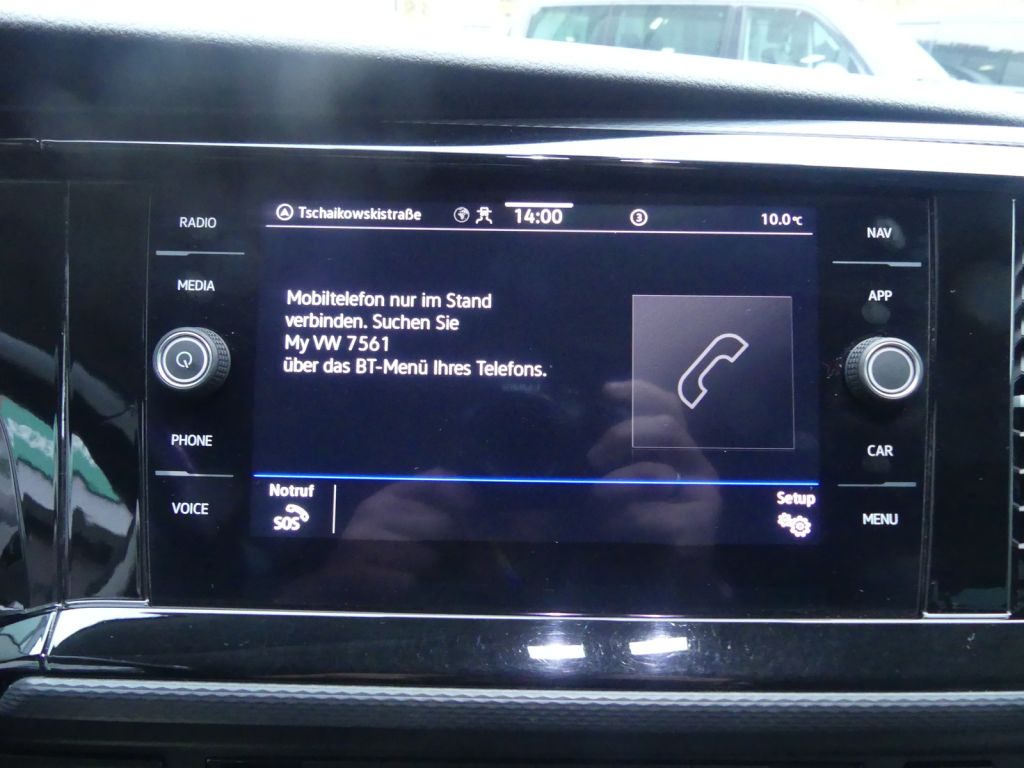 Tschaikowskistraße 14:00 3 10.0°C
RADIO
MEDIA
PHONE
VOICE
Mobiltelefon nur im Stand
verbinden. Suchen Sie
My VW 7561
über das BT-Menü Ihres Telefons.
Notruf
SOS
Setup
NAV
APP
CAR
MENU